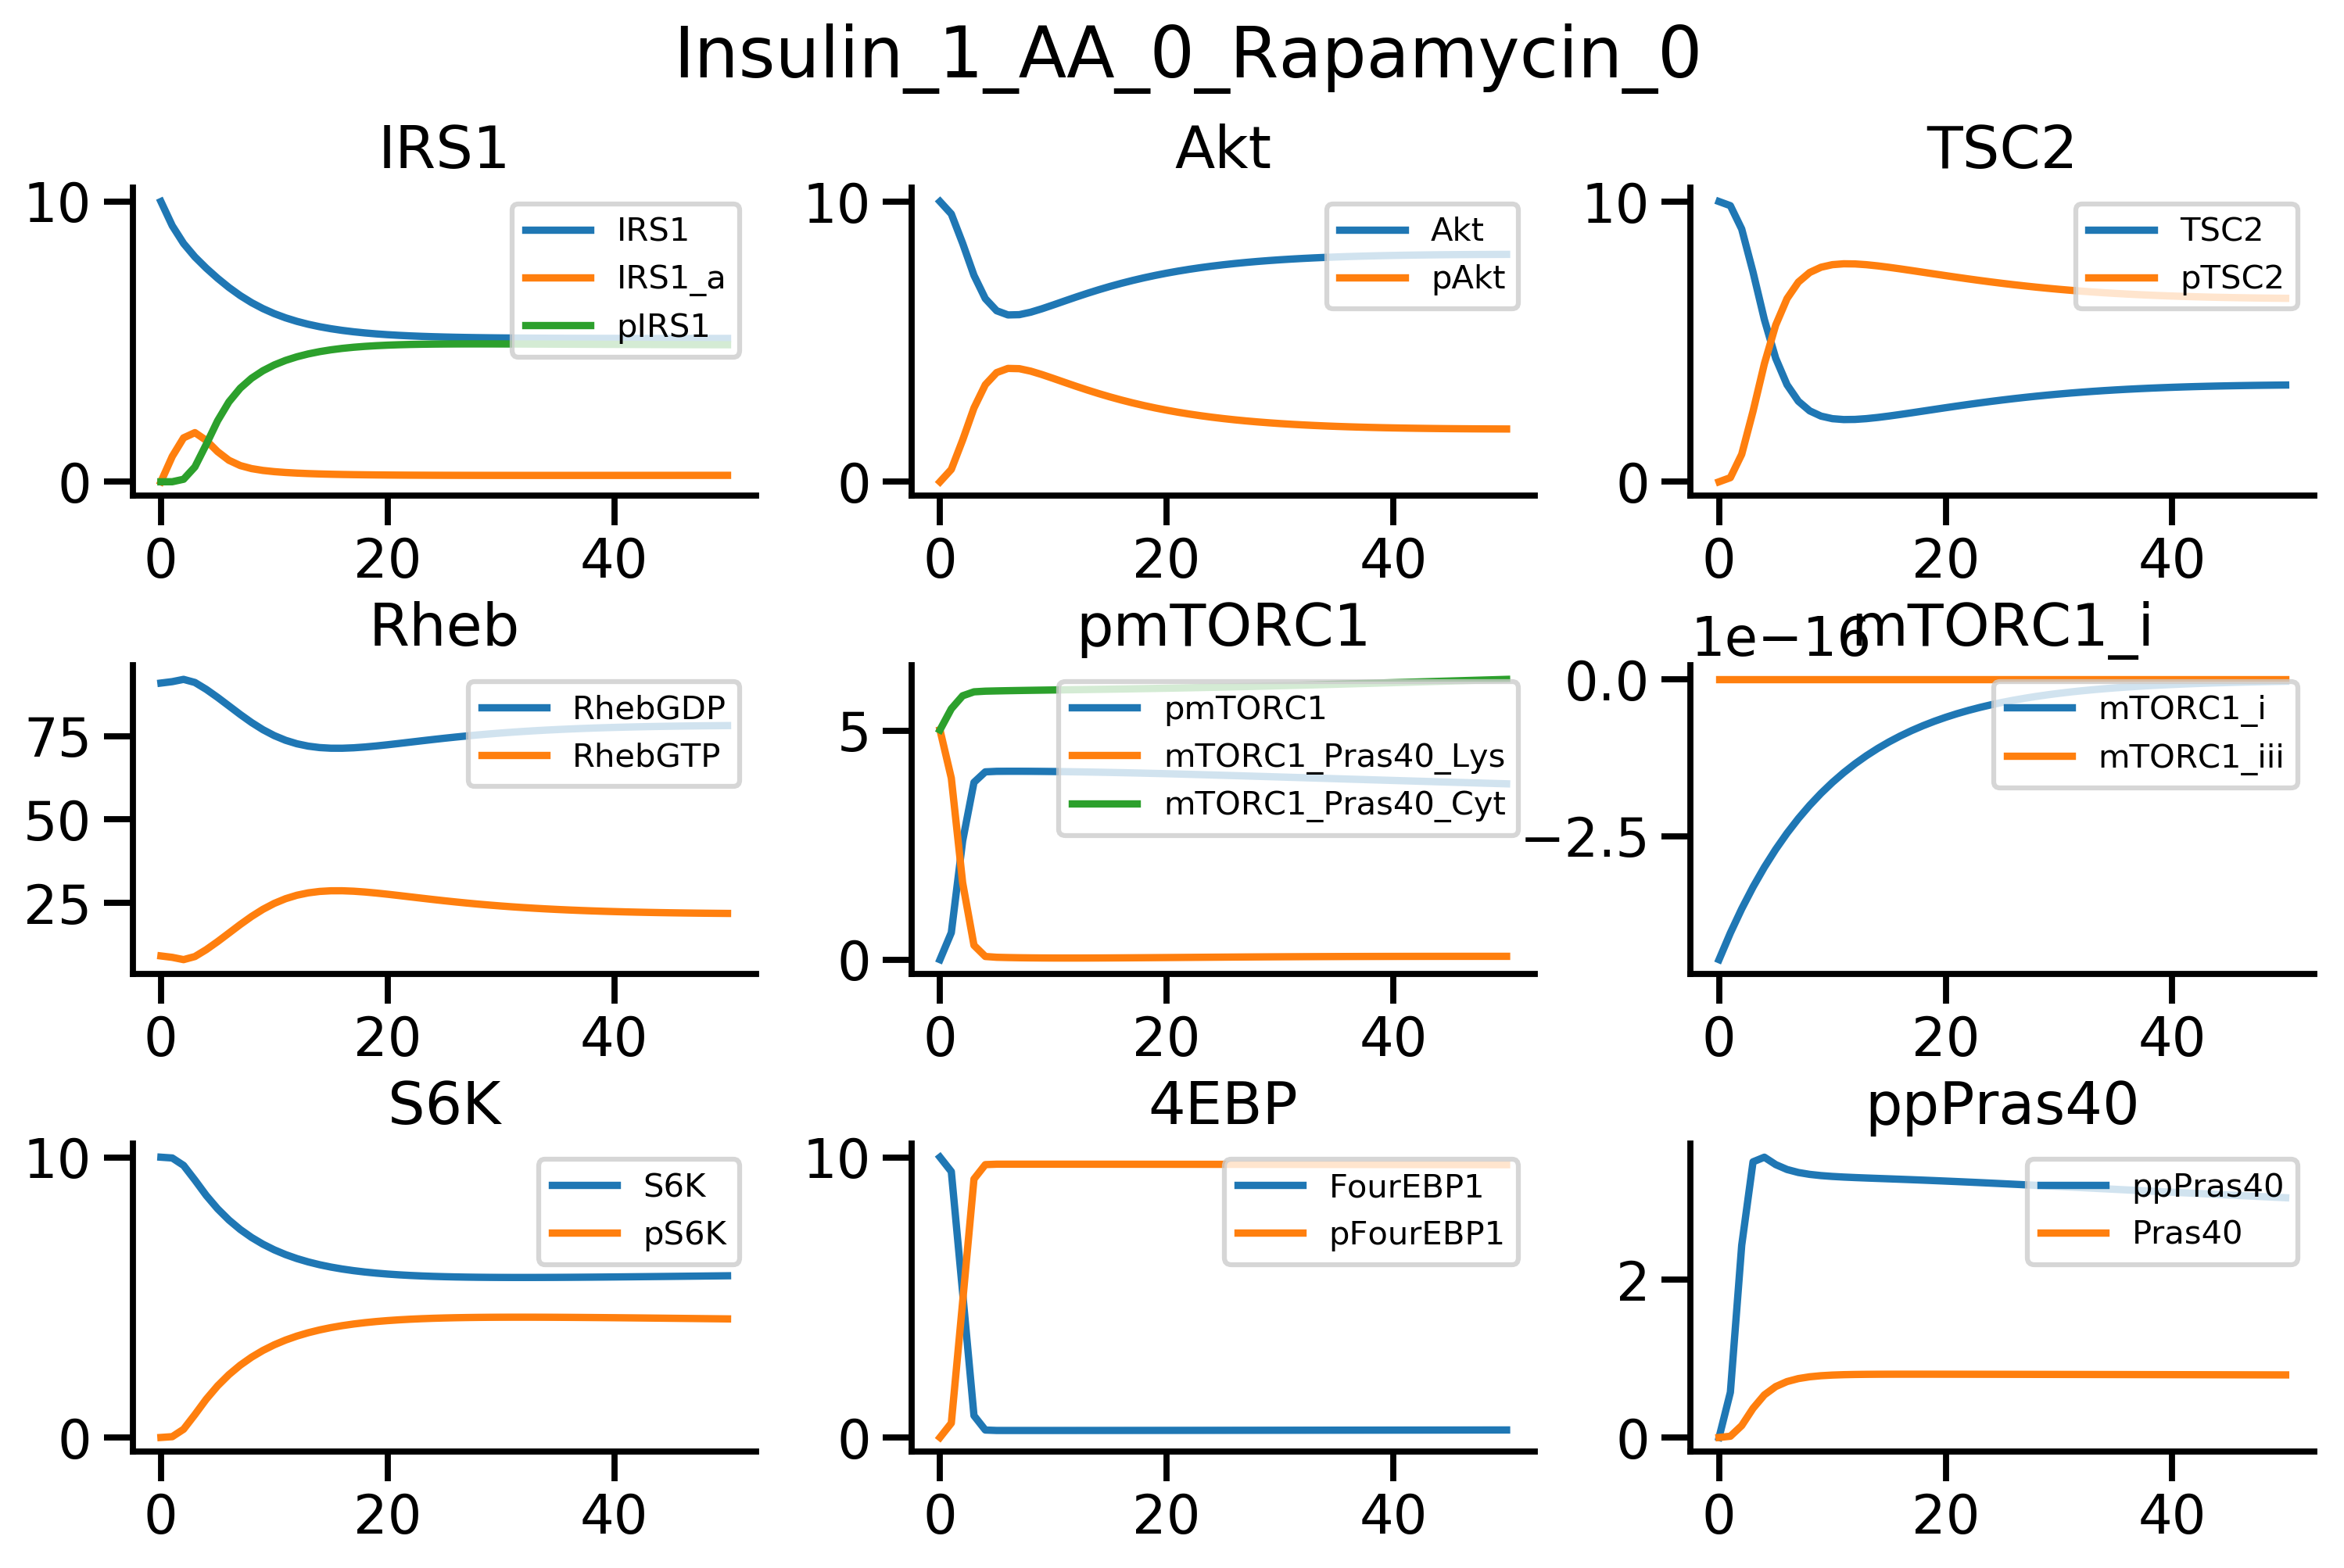 Insulin_1_AA_0_Rapamycin_0
IRS1
10
0
0 20 40
IRS1
IRS1_a
pIRS1
Akt
10
0
0 20 40
Akt
pAkt
TSC2
10
0
0 20 40
TSC2
pTSC2
Rheb
75
50
25
0 20 40
RhebGDP
RhebGTP
pmTORC1
5
0
0 20 40
pmTORC1
mTORC1_Pras40_Lys
mTORC1_Pras40_Cyt
1e−16
mTORC1_i
0.0
−2.5
0 20 40
mTORC1_i
mTORC1_iii
S6K
10
0
0 20 40
S6K
pS6K
4EBP
10
0
0 20 40
FourEBP1
pFourEBP1
ppPras40
2
0
0 20 40
ppPras40
Pras40